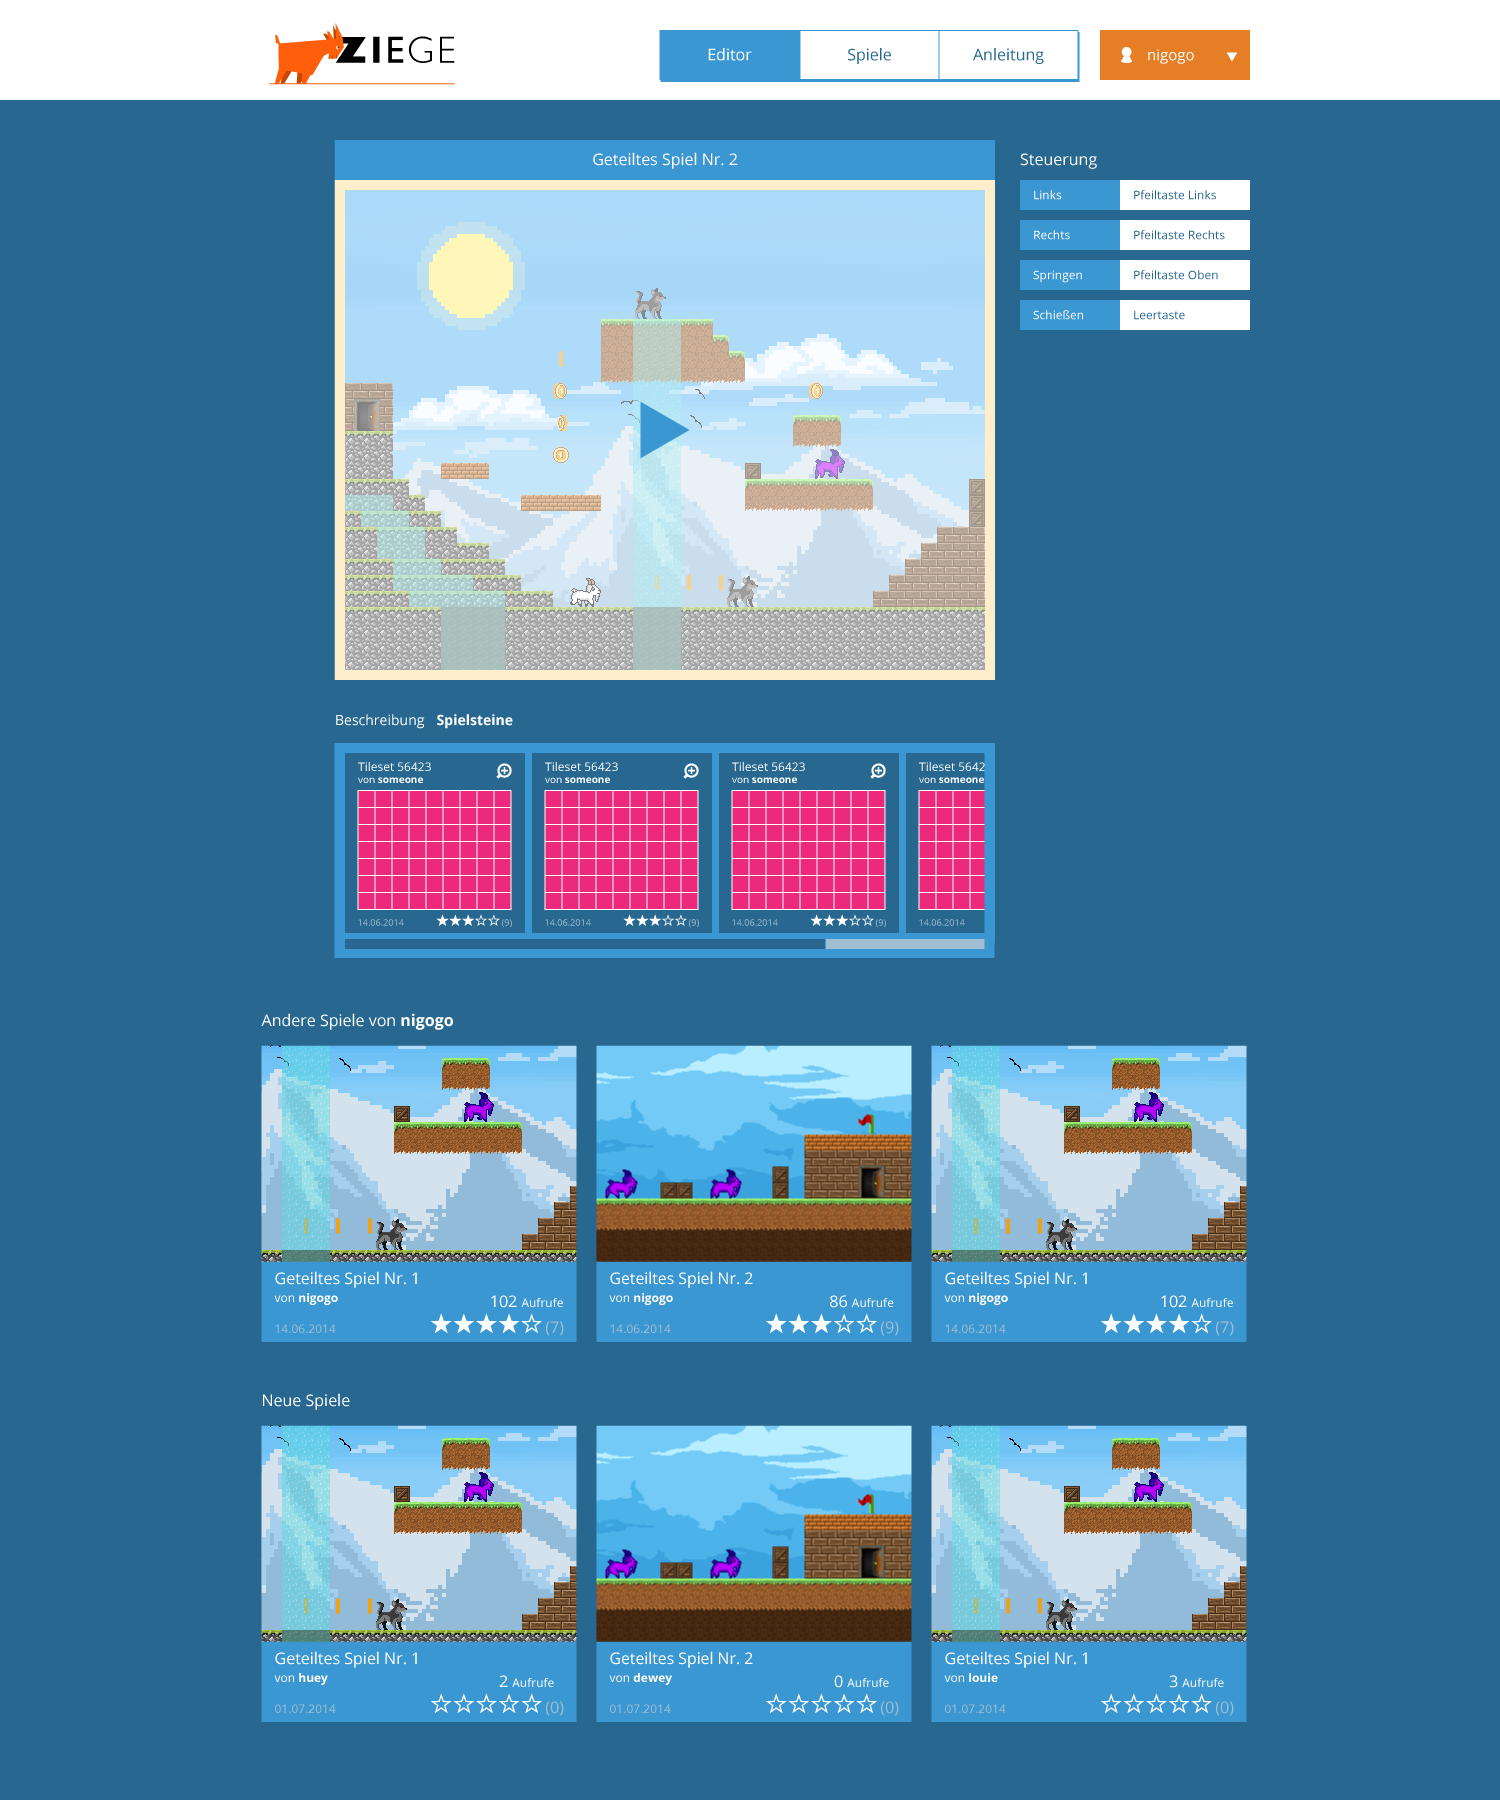 ZIEGE
Editor
Spiele
Anleitung
nigogo
Geteiltes Spiel Nr. 2
Steuerung
Links
Pfeiltaste Links
Rechts
Pfeiltaste Rechts
Springen
Pfeiltaste Oben
Schießen
Leertaste
Beschreibung Spielsteine
Tileset 56423
von someone
14.06.2014
(9)
Tileset 56423
von someone
14.06.2014
(9)
Tileset 56423
von someone
14.06.2014
(9)
Tileset 5642
von someone
14.06.2014
Andere Spiele von nigogo
Geteiltes Spiel Nr. 1
von nigogo
102 Aufrufe
14.06.2014
(7)
Geteiltes Spiel Nr. 2
von nigogo
86 Aufrufe
14.06.2014
(9)
Geteiltes Spiel Nr. 1
von nigogo
102 Aufrufe
14.06.2014
(7)
Neue Spiele
Geteiltes Spiel Nr. 1
von huey
2 Aufrufe
01.07.2014
(0)
Geteiltes Spiel Nr. 2
von dewey
0 Aufrufe
01.07.2014
(0)
Geteiltes Spiel Nr. 1
von louie
3 Aufrufe
01.07.2014
(0)